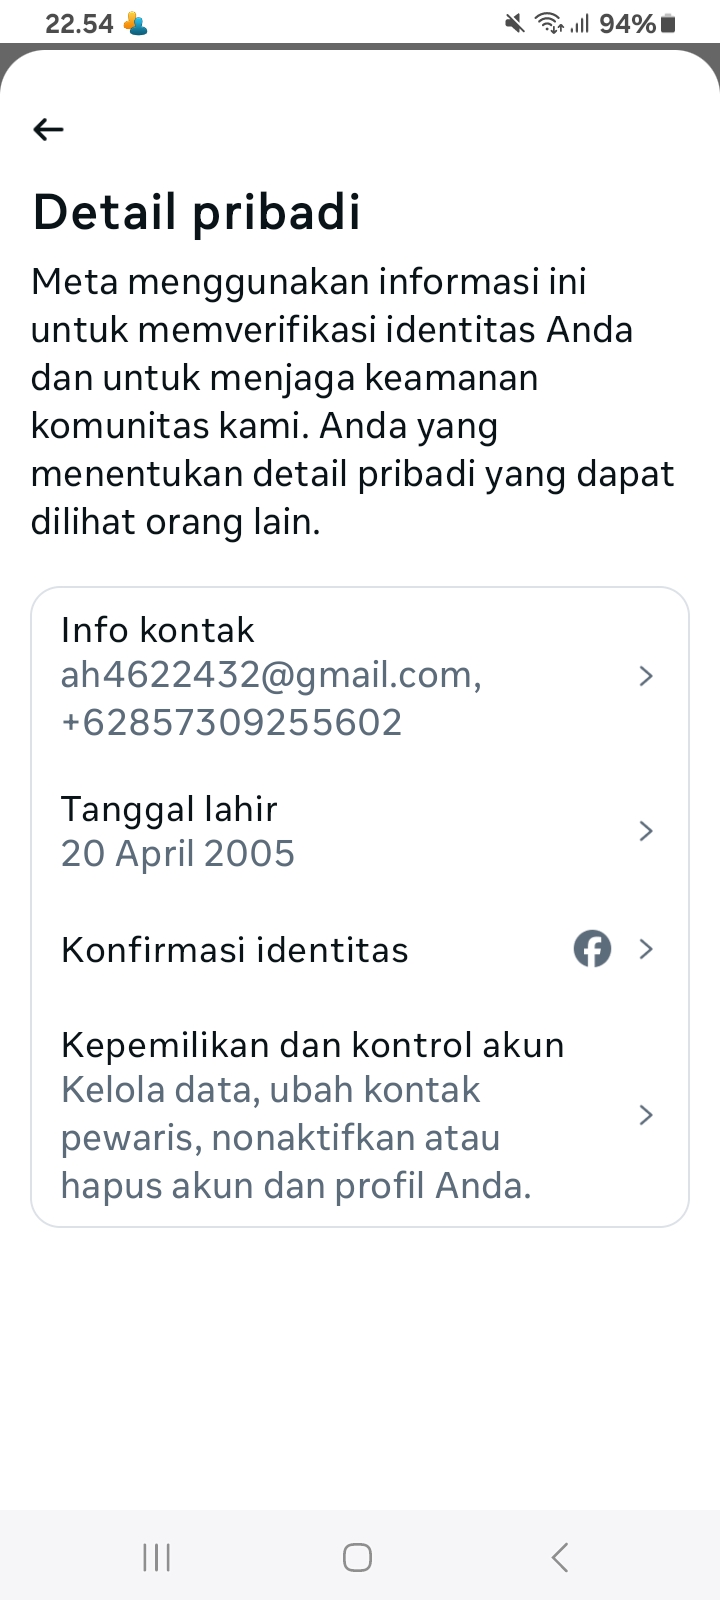 22.54
94%
Detail pribadi
Meta menggunakan informasi ini
untuk memverifikasi identitas Anda
dan untuk menjaga keamanan
komunitas kami. Anda yang
menentukan detail pribadi yang dapat
dilihat orang lain.
Info kontak
ah4622432@gmail.com,
+6285730925​5602
Tanggal lahir
20 April 2005
Konfirmasi identitas
Kepemilikan dan kontrol akun
Kelola data, ubah kontak
pewaris, nonaktifkan atau
hapus akun dan profil Anda.